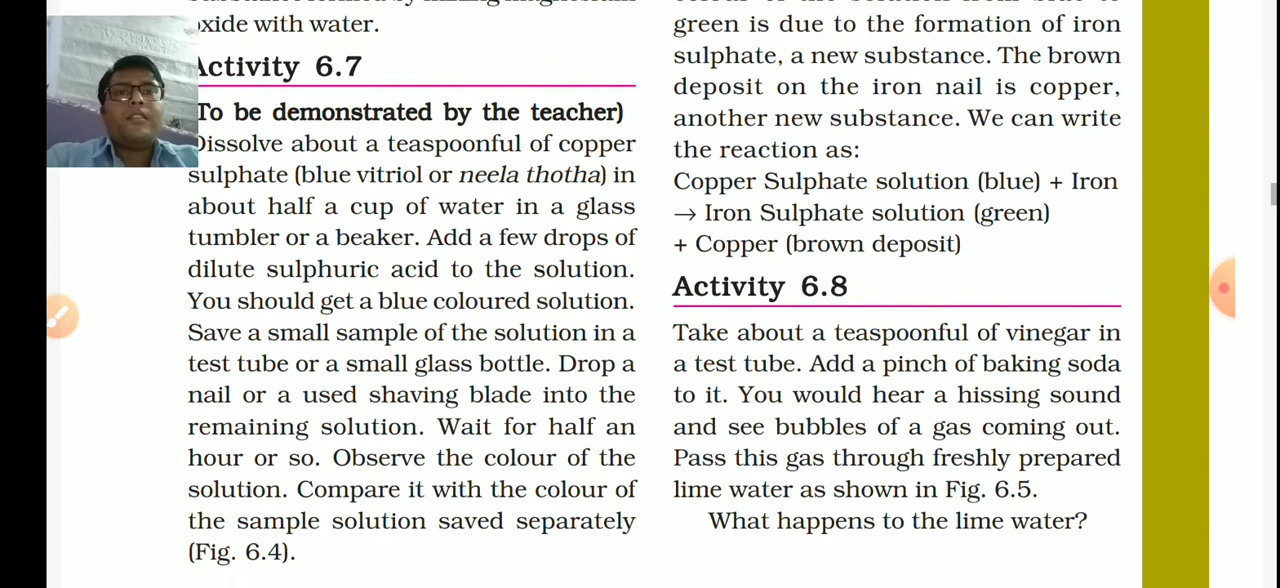 oxide with water.
Activity 6.7
(To be demonstrated by the teacher)
Dissolve about a teaspoonful of copper
sulphate (blue vitriol or neela thotha) in
about half a cup of water in a glass
tumbler or a beaker. Add a few drops of
dilute sulphuric acid to the solution.
You should get a blue coloured solution.
Save a small sample of the solution in a
test tube or a small glass bottle. Drop a
nail or a used shaving blade into the
remaining solution. Wait for half an
hour or so. Observe the colour of the
solution. Compare it with the colour of
the sample solution saved separately
(Fig. 6.4).
green is due to the formation of iron
sulphate, a new substance. The brown
deposit on the iron nail is copper,
another new substance. We can write
the reaction as:
Copper Sulphate solution (blue) + Iron
→ Iron Sulphate solution (green)
+ Copper (brown deposit)
Activity 6.8
Take about a teaspoonful of vinegar in
a test tube. Add a pinch of baking soda
to it. You would hear a hissing sound
and see bubbles of a gas coming out.
Pass this gas through freshly prepared
lime water as shown in Fig. 6.5.
What happens to the lime water?